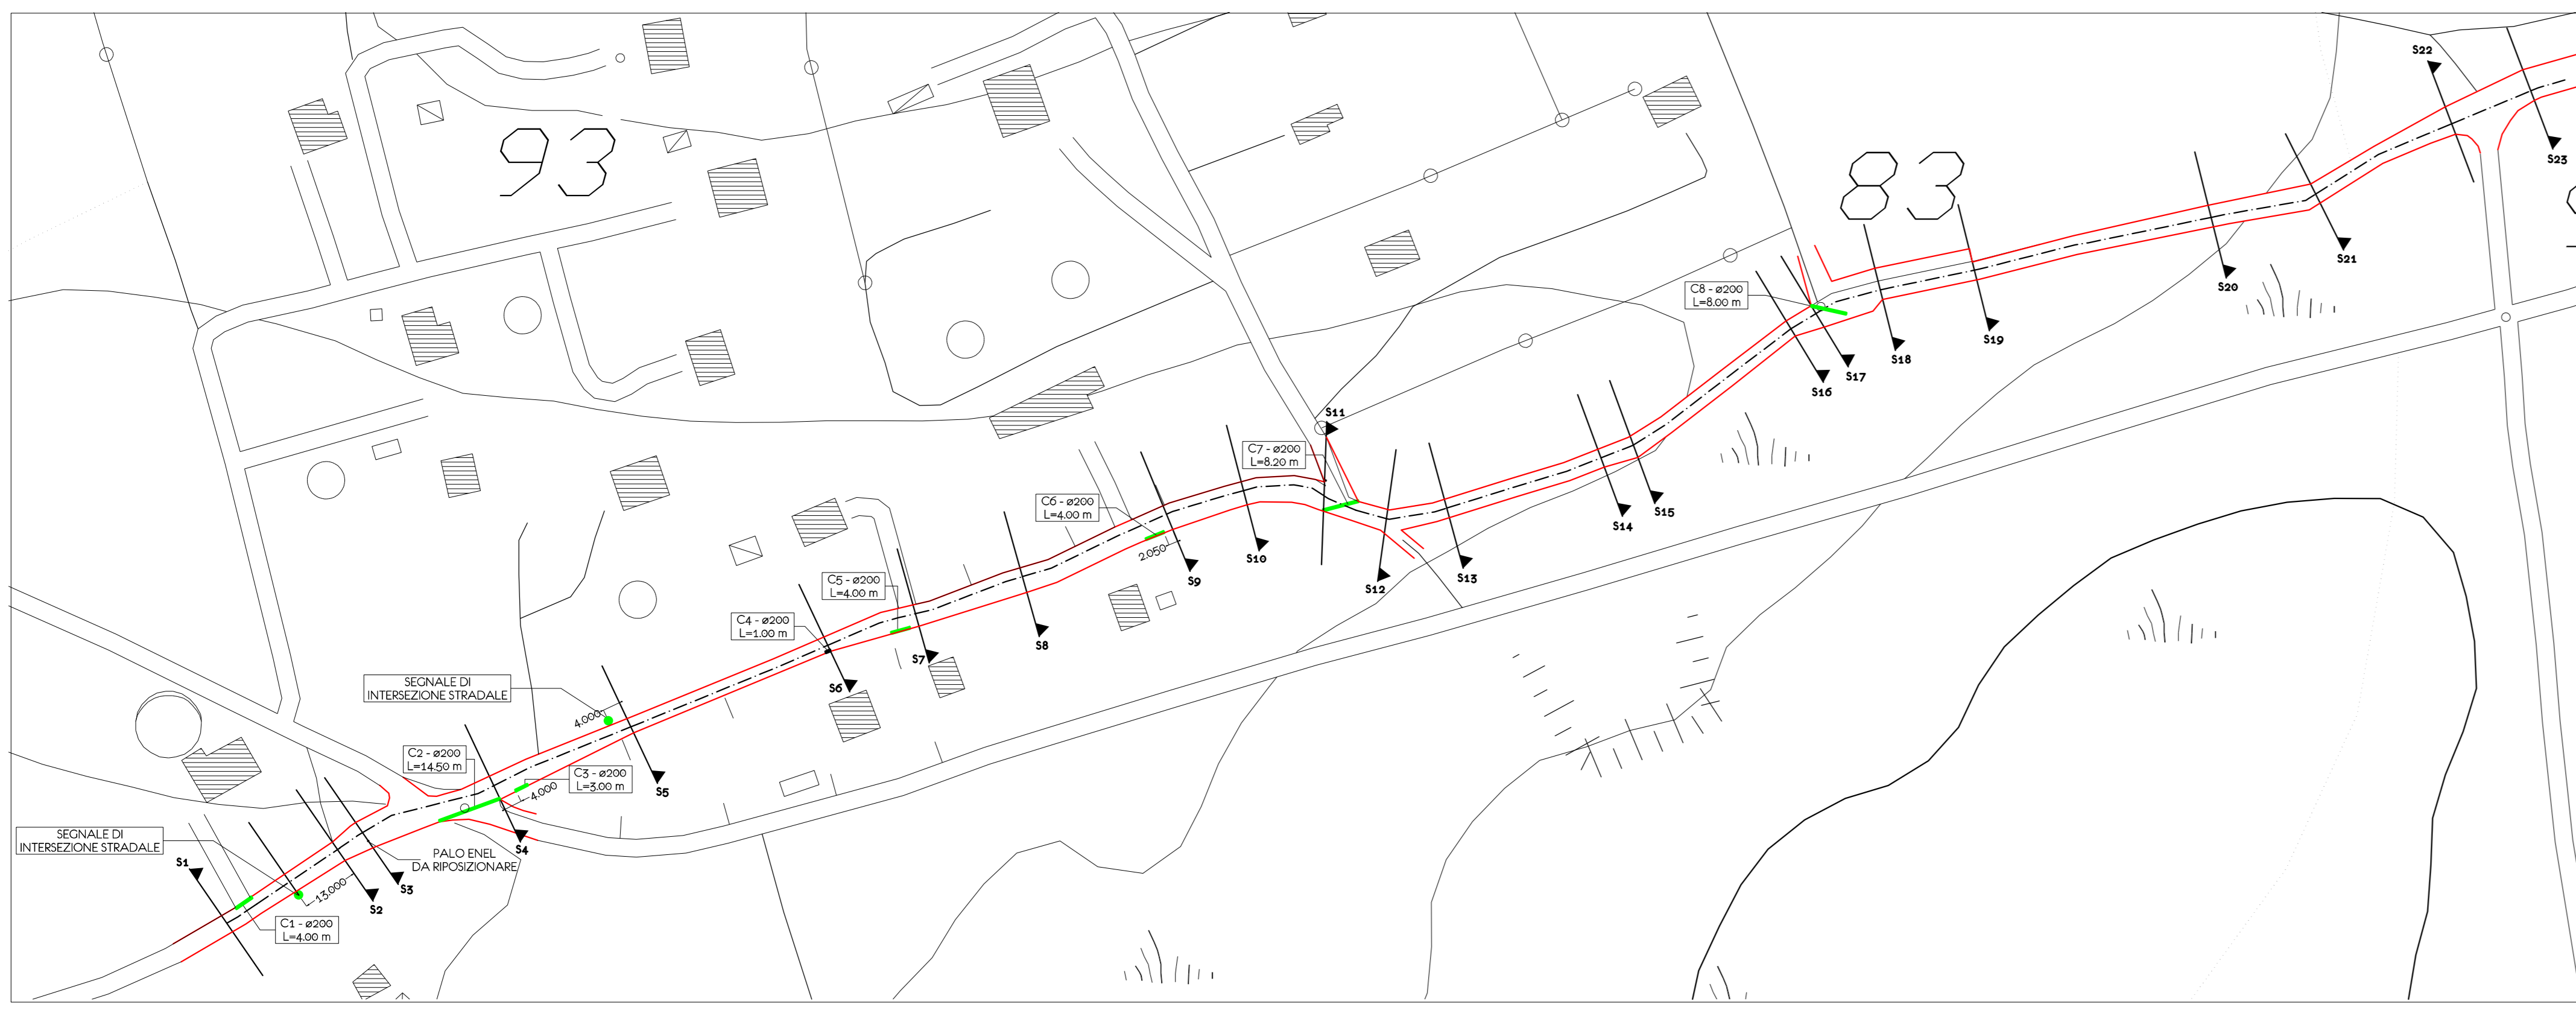 93
83
S22
S23
S21
S20
C8 - ø200
L=8.00 m
S19
S18
S17
S16
S11
C7 - ø200
L=8.20 m
S15
S14
C6 - ø200
L=4.00 m
2.050
S10
S9
S13
S12
C5 - ø200
L=4.00 m
C4 - ø200
L=1.00 m
S8
S7
S6
SEGNALE DI
INTERSEZIONE STRADALE
4.000
C2 - ø200
L=14.50 m
C3 - ø200
L=3.00 m
4.000
S5
S4
SEGNALE DI
INTERSEZIONE STRADALE
PALO ENEL
DA RIPOSIZIONARE
S1
13.000
S3
S2
C1 - ø200
L=4.00 m